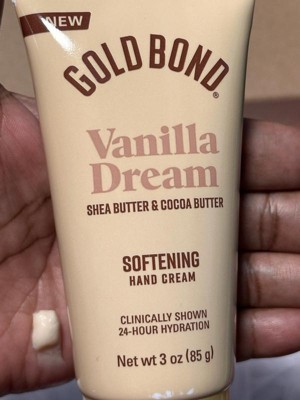 NEW
GOLD BOND®
Vanilla
Dream
SHEA BUTTER & COCOA BUTTER
SOFTENING
HAND CREAM
CLINICALLY SHOWN
24-HOUR HYDRATION
Net wt 3 oz (85 g)